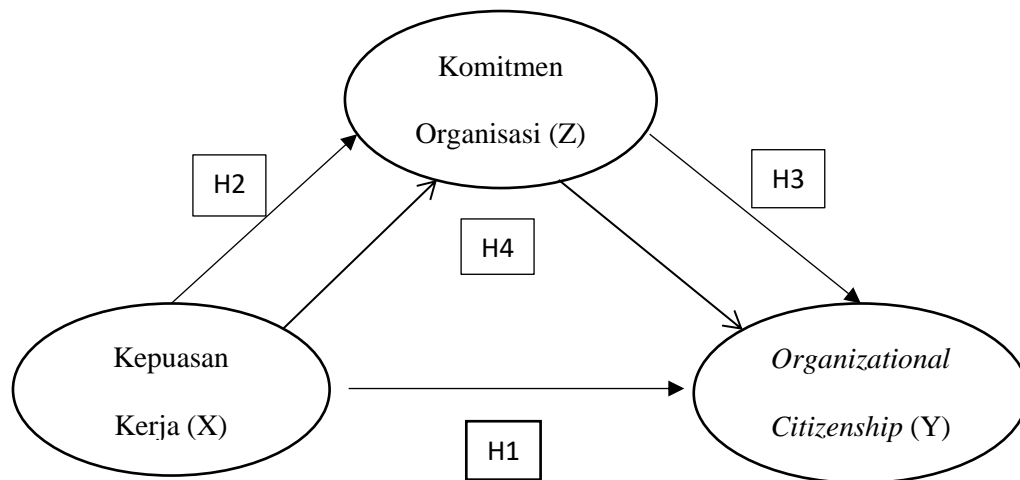 Komitmen
Organisasi (Z)
H2
H3
H4
Kepuasan
Kerja (X)
Organizational
Citizenship (Y)
H1